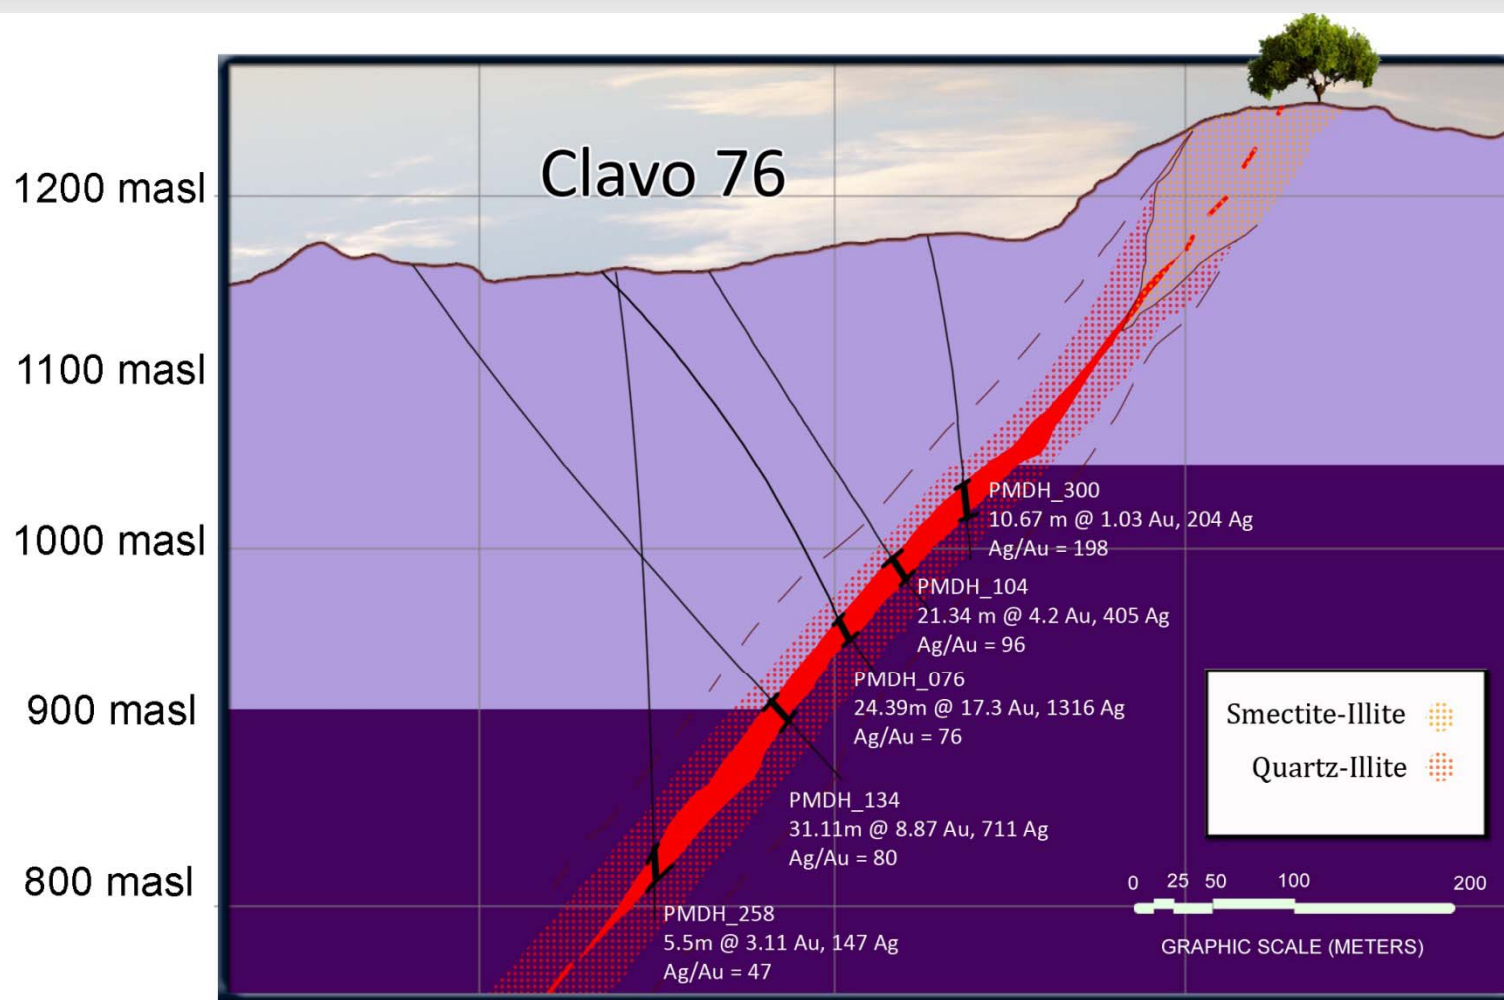 Clavo 76
1200 masl
1100 masl
1000 masl
900 masl
800 masl
PMDH_300
10.67 m @ 1.03 Au, 204 Ag
Ag/Au = 198
PMDH_104
21.34 m @ 4.2 Au, 405 Ag
Ag/Au = 96
PMDH_076
24.39m @ 17.3 Au, 1316 Ag
Ag/Au = 76
PMDH_134
31.11m @ 8.87 Au, 711 Ag
Ag/Au = 80
PMDH_258
5.5m @ 3.11 Au, 147 Ag
Ag/Au = 47
Smectite-Illite
Quartz-Illite
0 25 50 100 200
GRAPHIC SCALE (METERS)